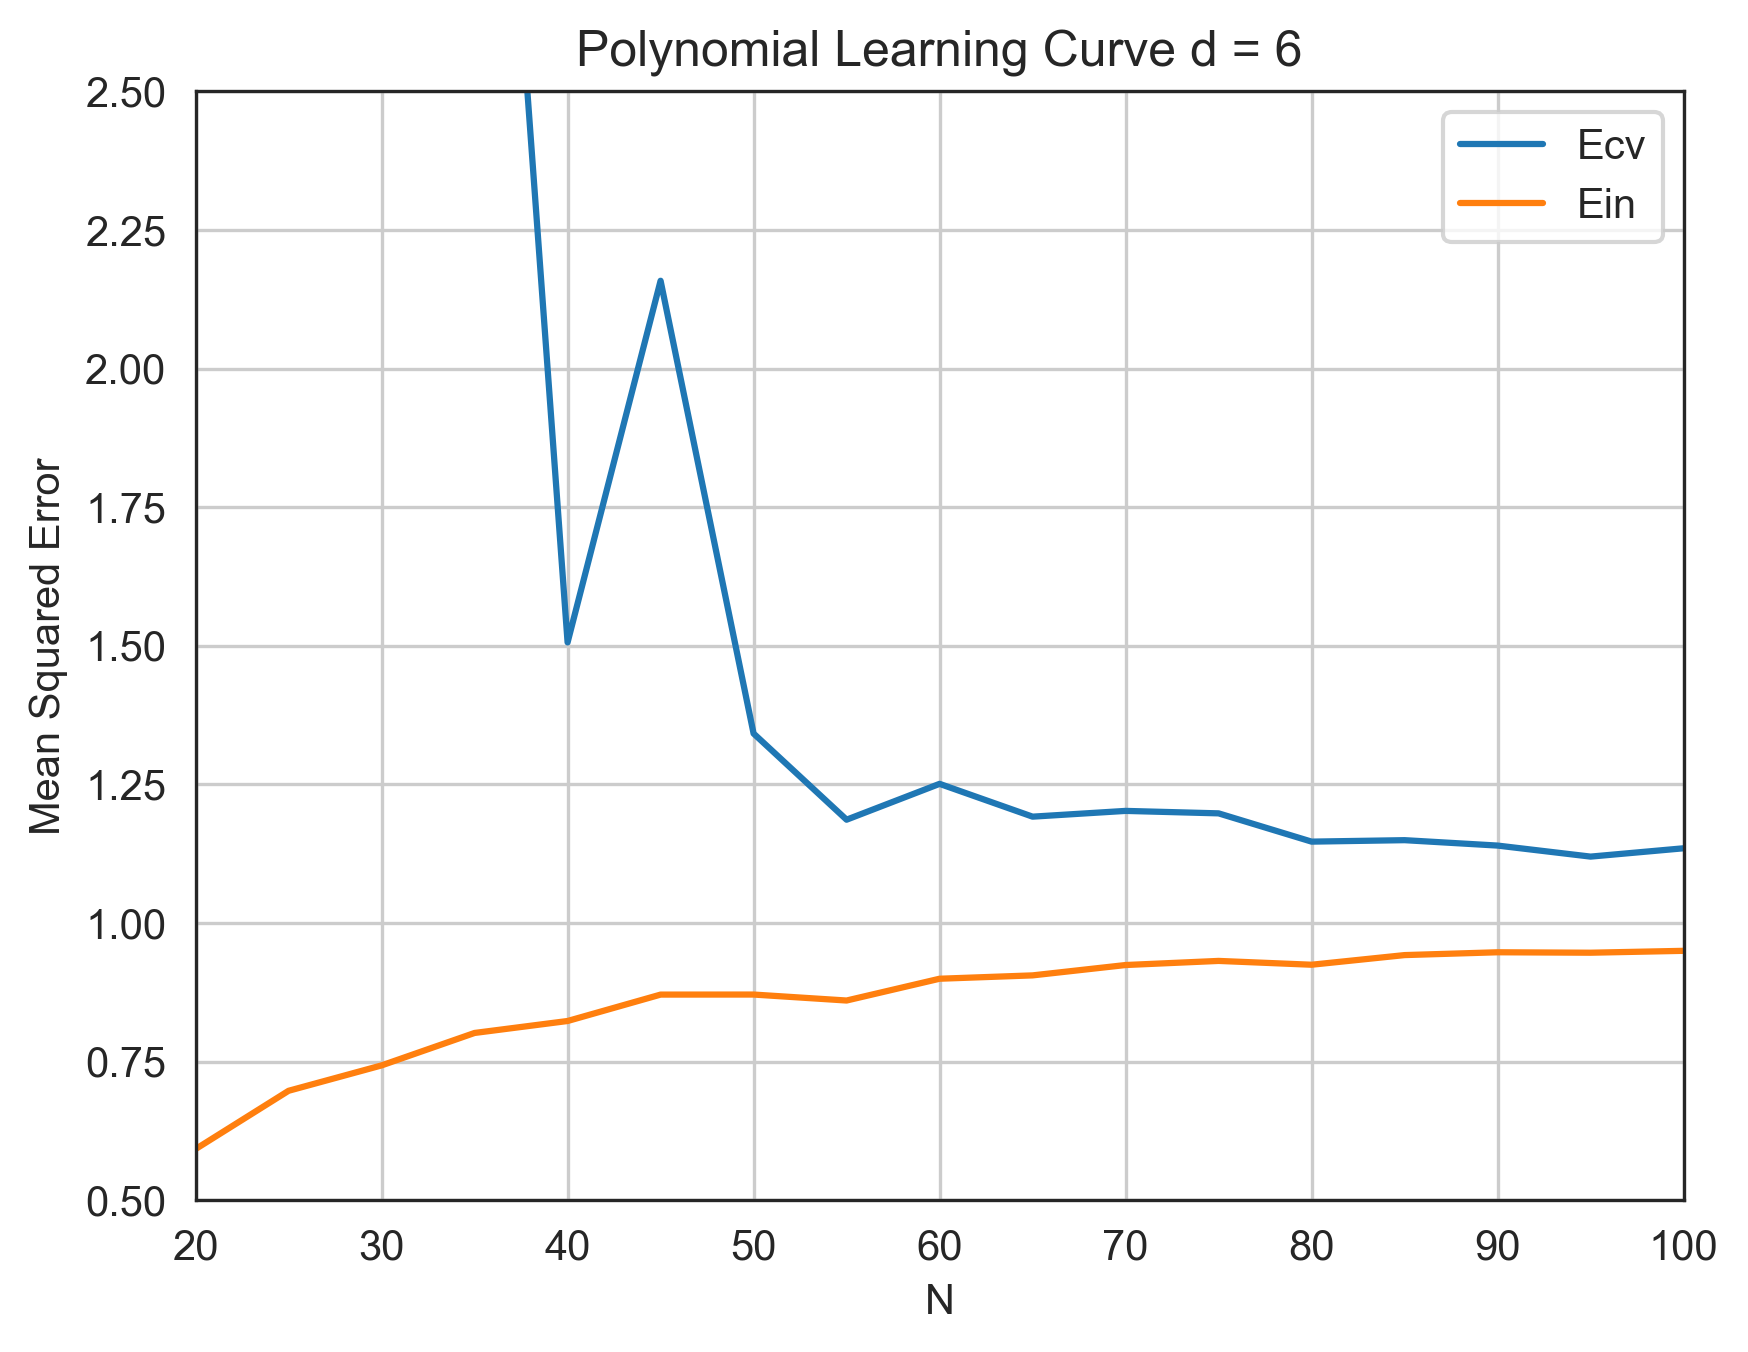 Polynomial Learning Curve d = 6
2.50
2.25
2.00
1.75
1.50
1.25
1.00
0.75
0.50
Mean Squared Error
Ecv
Ein
20 30 40 50 60 70 80 90 100
N